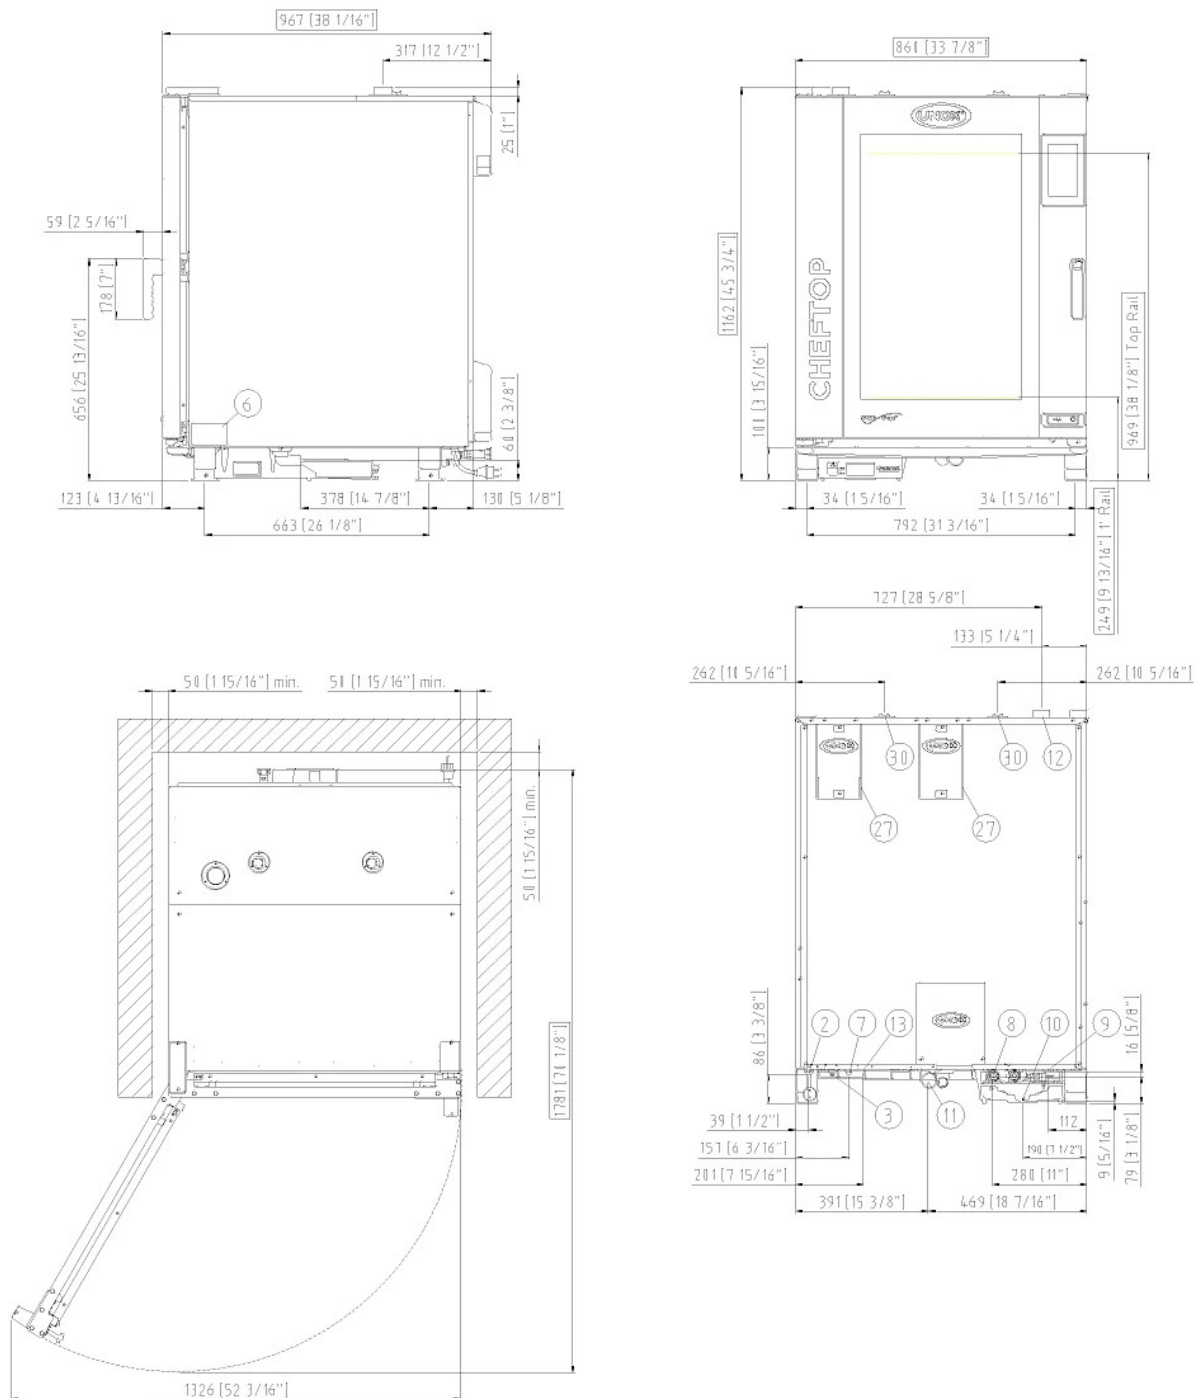 967 [38 1/16"]
317 [12 1/2"]
25 [1"]
59 [2 5/16"]
178 [7"]
656 [25 13/16"]
6
60 [2 3/8"]
123 [4 13/16"]
378 [14 7/8"]
130 [5 1/8"]
663 [26 1/8"]
860 [33 7/8"]
UNOX
1162 [45 3/4"]
CHEFTOP
100 [3 15/16"]
969 [38 1/8"] Top Rail
34 [1 5/16"]
34 [1 5/16"]
792 [31 3/16"]
249 [9 13/16"] 1° Rail
50 [1 15/16"] min.
50 [1 15/16"] min.
50 [1 15/16"] min.
1781 [70 1/8"]
1326 [52 3/16"]
727 [28 5/8"]
133 [5 1/4"]
262 [10 5/16"]
262 [10 5/16"]
UNOX
UNOX
30
30
12
27
27
86 [3 3/8"]
UNOX
2
7
13
8
10
9
16 [5/8"]
3
11
39 [1 1/2"]
112
157 [6 3/16"]
190 [7 1/2"]
9 [5/16"]
79 [3 1/8"]
201 [7 15/16"]
280 [11"]
391 [15 3/8"]
469 [18 7/16"]